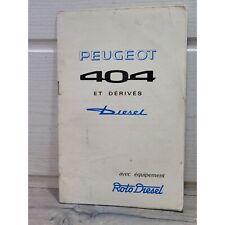 PEUGEOT
404
ET DÉRIVÉS
Diesel
avec équipement
Roto Diesel